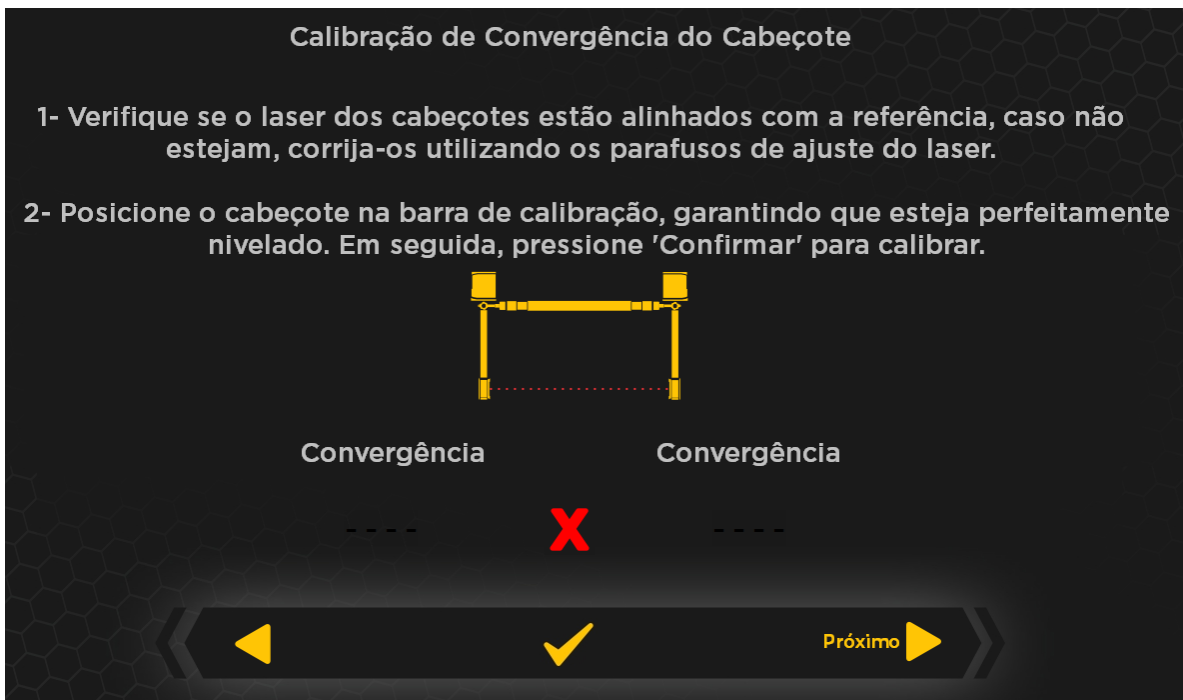 Calibração de Convergência do Cabeçote
1- Verifique se o laser dos cabeçotes estão alinhados com a referência, caso não
estejam, corrija-os utilizando os parafusos de ajuste do laser.
2- Posicione o cabeçote na barra de calibração, garantindo que esteja perfeitamente
nivelado. Em seguida, pressione 'Confirmar' para calibrar.
Convergência Convergência
---- X ----
Próximo